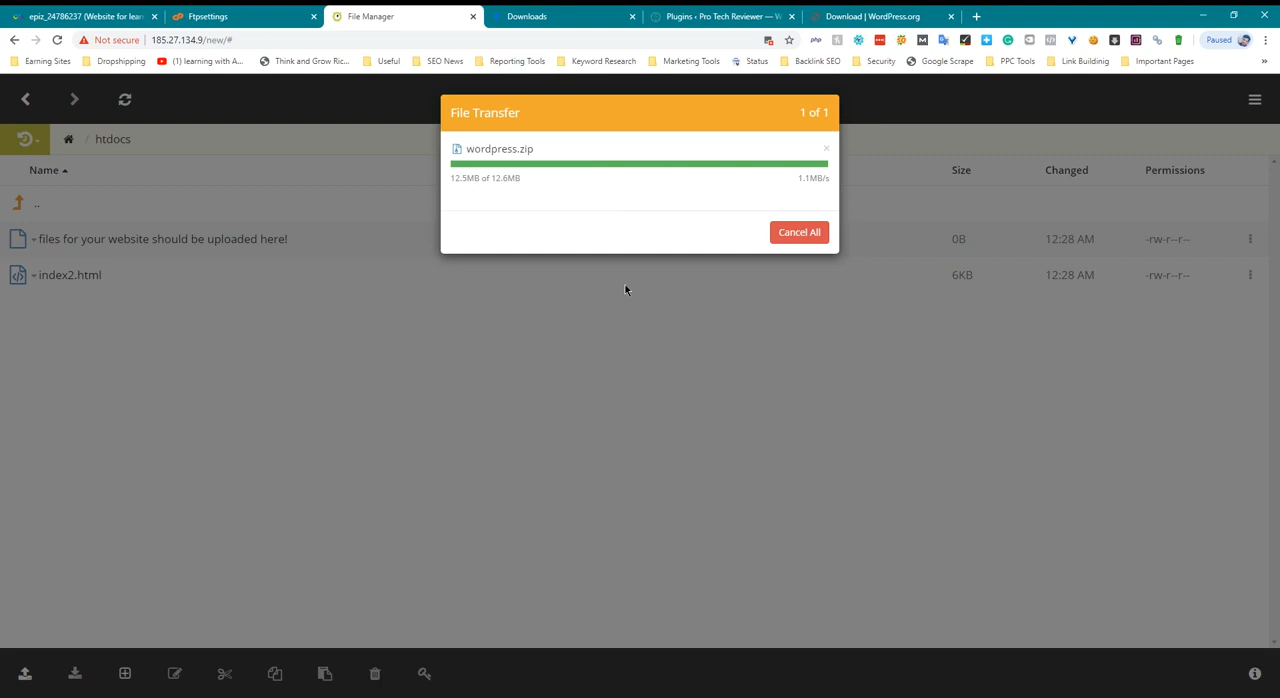 epiz_24786237 (Website for lear
Ftpsettings
File Manager
Downloads
Plugins ‹ Pro Tech Reviewer — W
Download | WordPress.org
Not secure
185.27.134.9/new/#
php
Paused
Earning Sites
Dropshipping
(1) learning with A...
Think and Grow Ric...
Useful
SEO News
Reporting Tools
Keyword Research
Marketing Tools
Status
Backlink SEO
Security
Google Scrape
PPC Tools
Link Buildinig
Important Pages
»
File Transfer
1 of 1
wordpress.zip
12.5MB of 12.6MB
1.1MB/s
Cancel All
/ htdocs
Name
Size
Changed
Permissions
..
files for your website should be uploaded here!
0B
12:28 AM
-rw-r--r--
index2.html
6KB
12:28 AM
-rw-r--r--